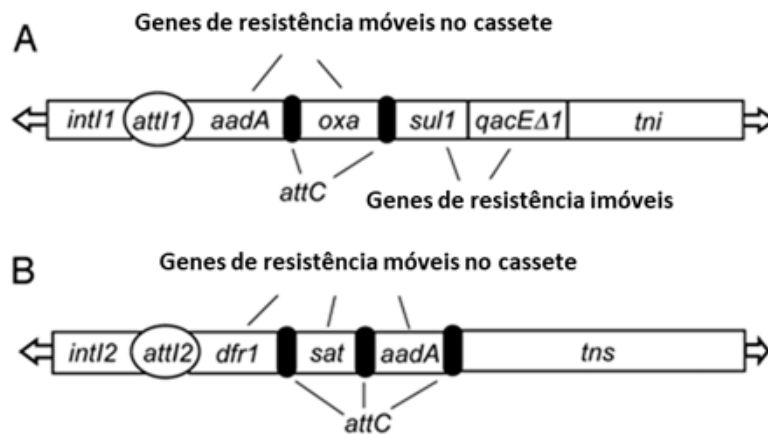 A
Genes de resistência móveis no cassete
intI1 attI1 aadA oxa sul1 qacEΔ1 tni
attC
Genes de resistência imóveis
B
Genes de resistência móveis no cassete
intI2 attI2 dfr1 sat aadA tns
attC